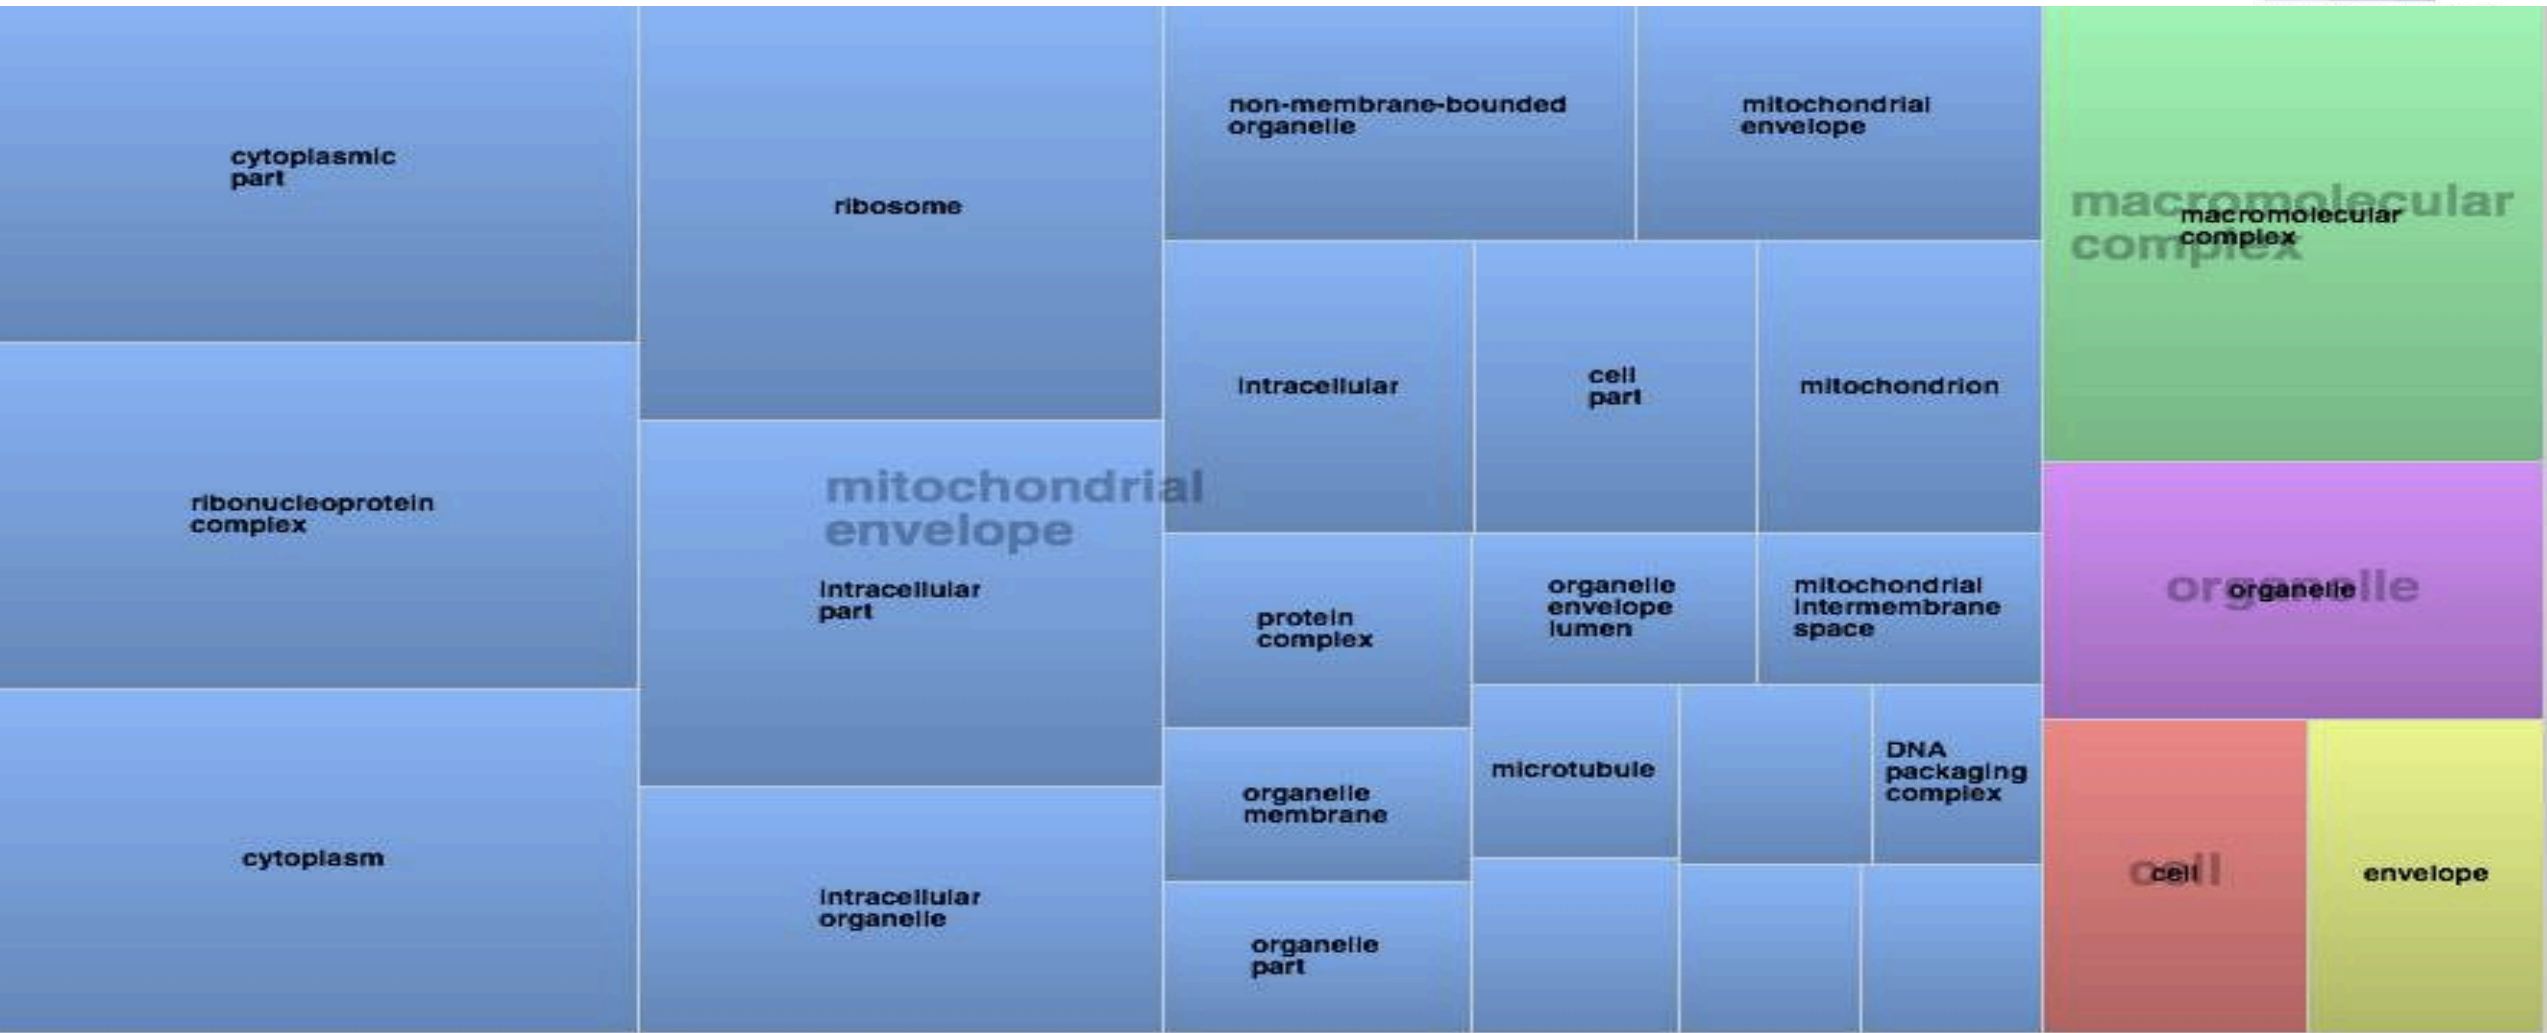 cytoplasmic
part
ribonucleoprotein
complex
cytoplasm
ribosome
mitochondrial
envelope
intracellular
part
intracellular
organelle
non-membrane-bounded
organelle
mitochondrial
envelope
intracellular
cell
part
mitochondrion
protein
complex
organelle
envelope
lumen
mitochondrial
intermembrane
space
organelle
membrane
microtubule
DNA
packaging
complex
organelle
part
macromolecular
complex
macromolecular
complex
organelle
organelle
cell
cell
envelope